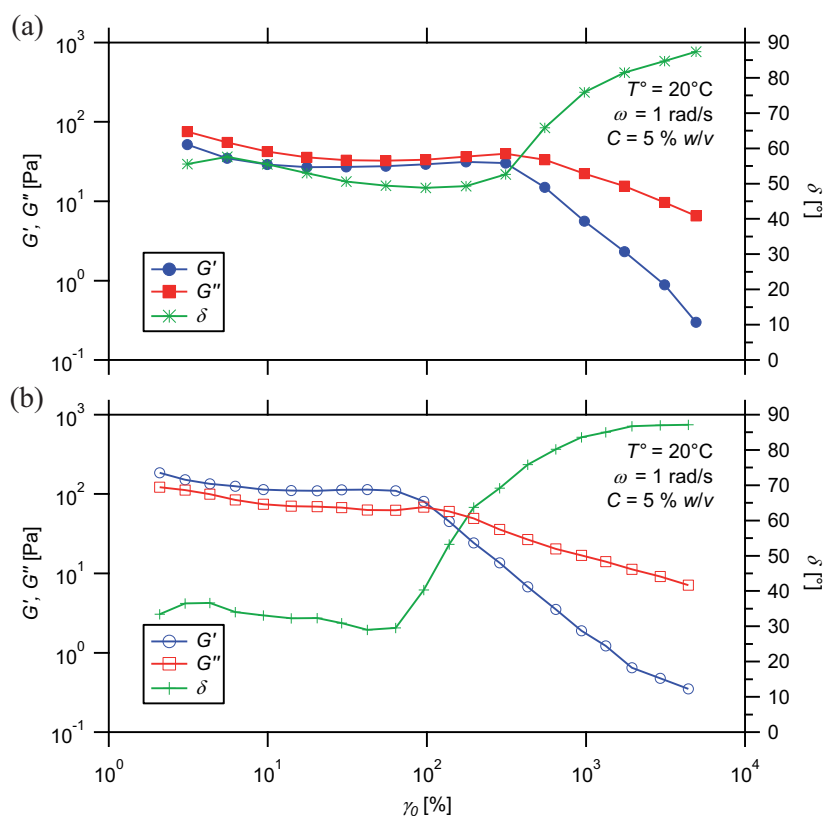 (a)
10³
10²
10¹
10⁰
10⁻¹
G', G'' [Pa]
90
80
70
60
50
40
30
20
10
0
δ [°]
T° = 20°C
ω = 1 rad/s
C = 5 % w/v
G'
G''
δ
(b)
10³
10²
10¹
10⁰
10⁻¹
G', G'' [Pa]
90
80
70
60
50
40
30
20
10
0
δ [°]
T° = 20°C
ω = 1 rad/s
C = 5 % w/v
G'
G''
δ
10⁰ 10¹ 10² 10³ 10⁴
γ₀ [%]